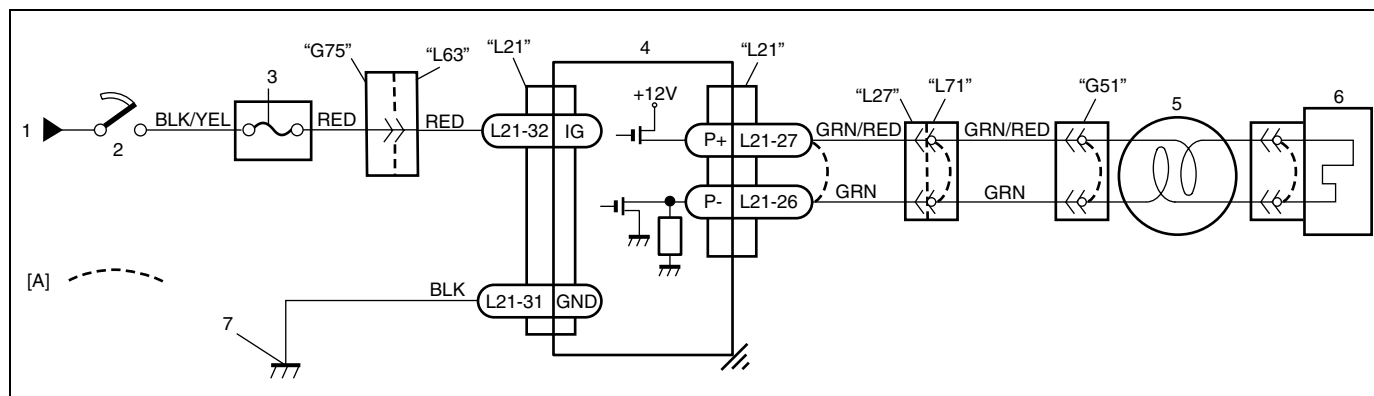 “G75”
“L63”
“L21”
4
“L21”
3
“L27”
“L71”
“G51”
5
6
+12V
1
2
BLK/YEL
RED
RED
L21-32
IG
P+
L21-27
GRN/RED
GRN/RED
P-
L21-26
GRN
GRN
[A]
BLK
L21-31
GND
7